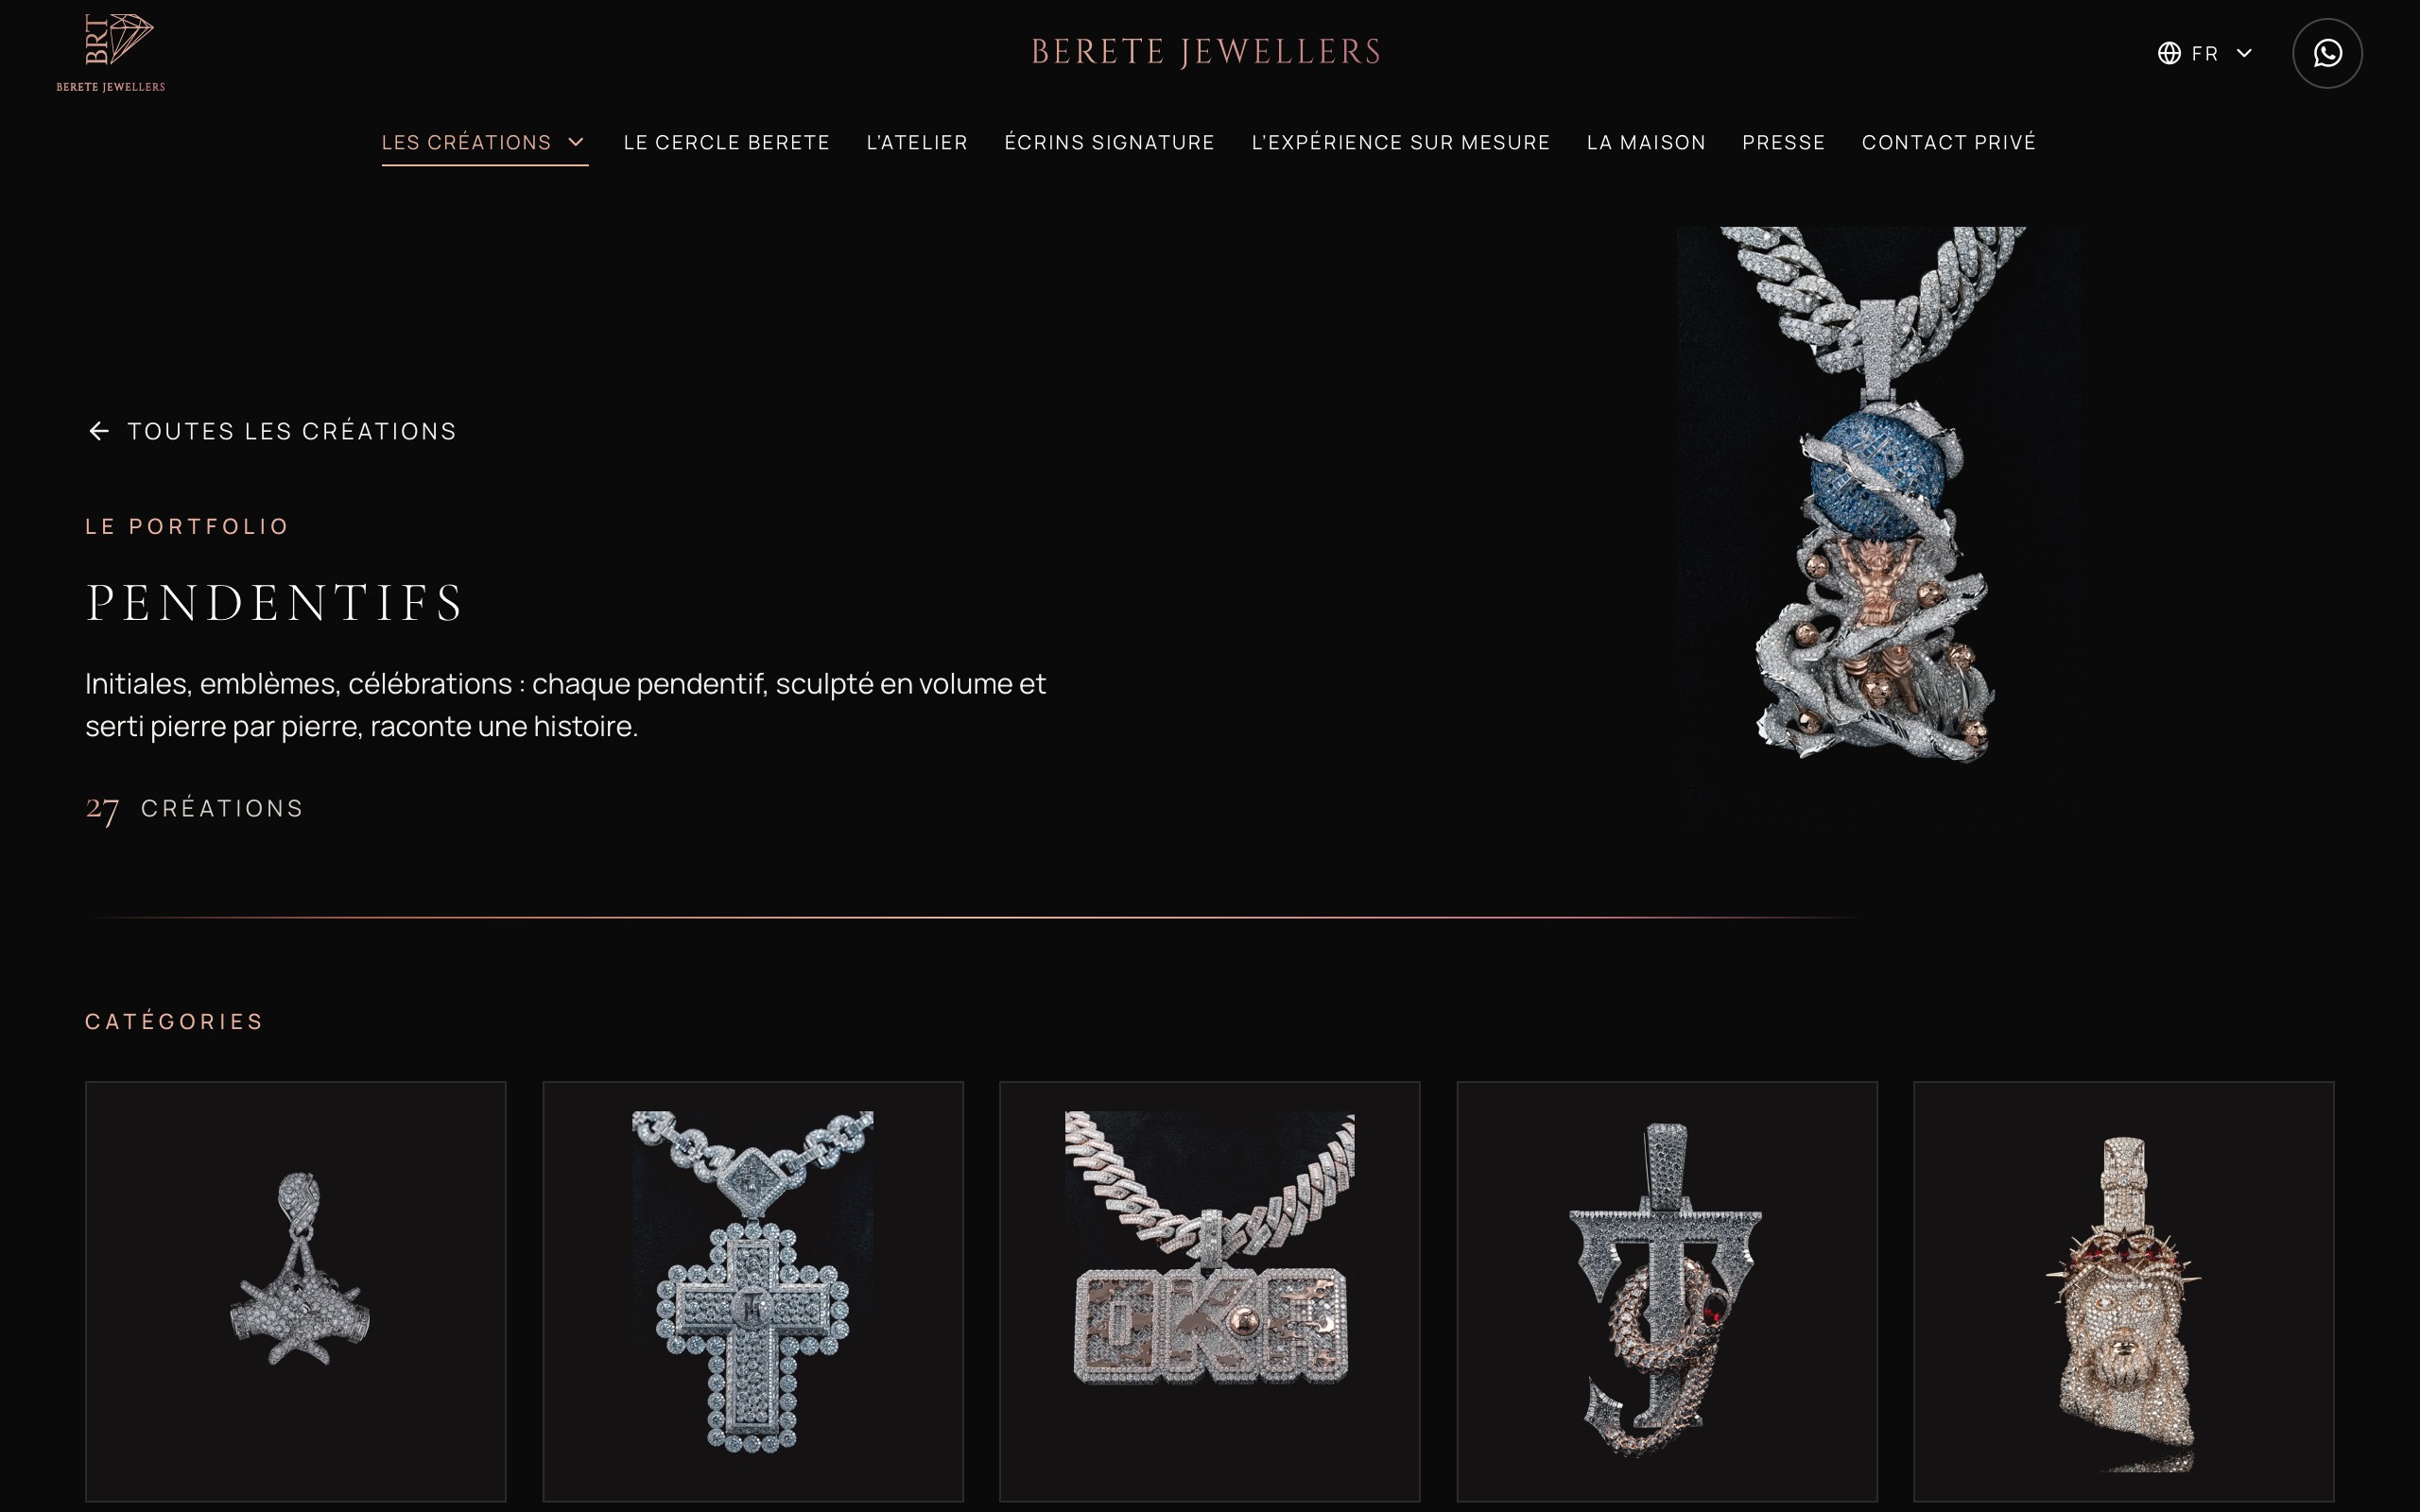 BRT
BERETE JEWELLERS
BERETE JEWELLERS
FR
LES CRÉATIONS
LE CERCLE BERETE
L’ATELIER
ÉCRINS SIGNATURE
L’EXPÉRIENCE SUR MESURE
LA MAISON
PRESSE
CONTACT PRIVÉ
TOUTES LES CRÉATIONS
LE PORTFOLIO
PENDENTIFS
Initiales, emblèmes, célébrations : chaque pendentif, sculpté en volume et
serti pierre par pierre, raconte une histoire.
27 CRÉATIONS
CATÉGORIES